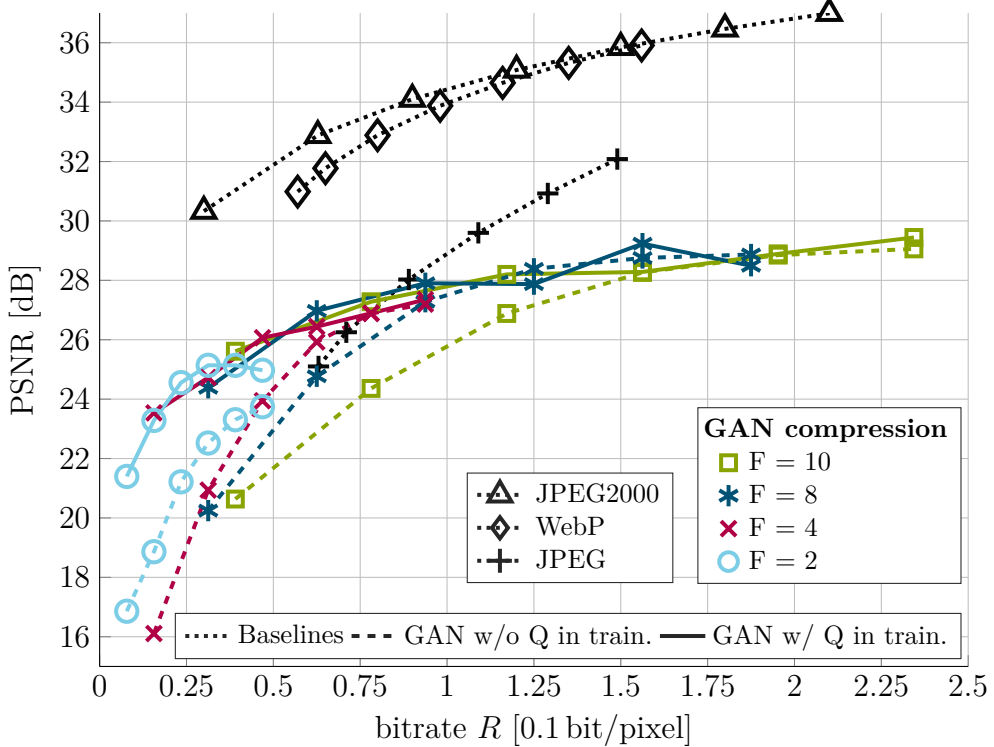 36
34
32
30
28
26
24
22
20
18
16
PSNR [dB]
GAN compression
F = 10
F = 8
F = 4
F = 2
JPEG2000
WebP
JPEG
Baselines
GAN w/o Q in train.
GAN w/ Q in train.
0 0.25 0.5 0.75 1 1.25 1.5 1.75 2 2.25 2.5
bitrate R [0.1 bit/pixel]